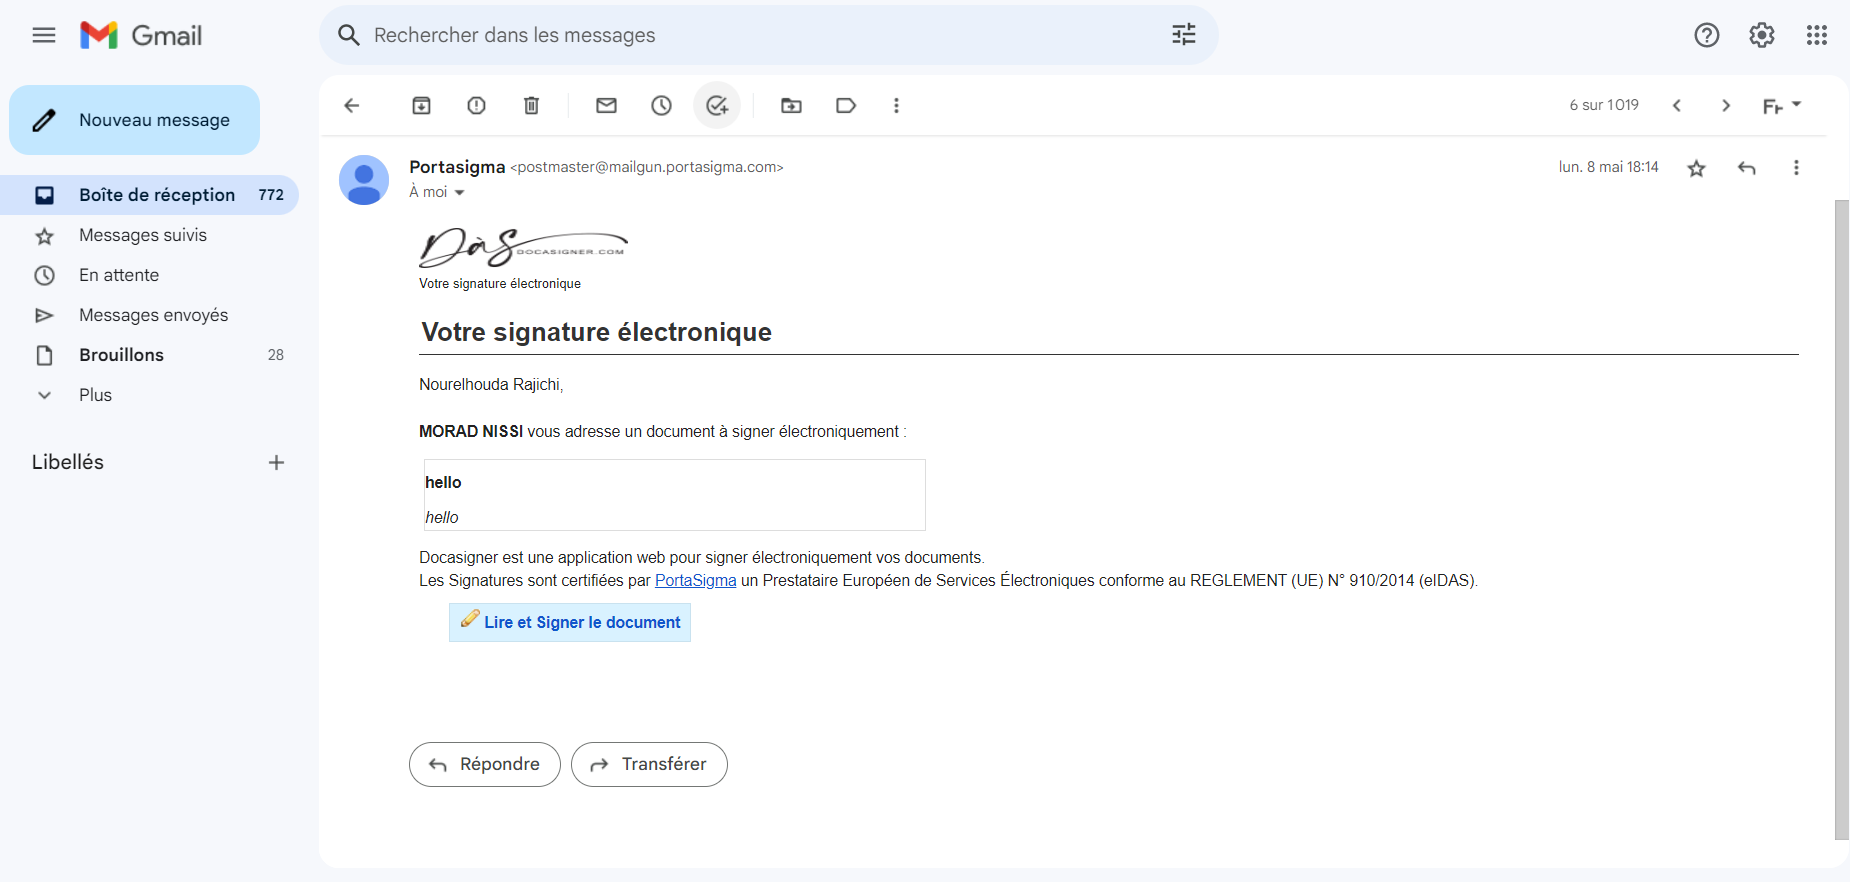 Gmail
Rechercher dans les messages
Nouveau message
Boîte de réception 772
Messages suivis
En attente
Messages envoyés
Brouillons 28
Plus
Libellés
6 sur 1 019
Fr
Portasigma <postmaster@mailgun.portasigma.com>
lun. 8 mai 18:14
À moi
DàS DOCASIGNER.COM
Votre signature électronique
Votre signature électronique
Nourelhouda Rajichi,
MORAD NISSI vous adresse un document à signer électroniquement :
hello
hello
Docasigner est une application web pour signer électroniquement vos documents.
Les Signatures sont certifiées par PortaSigma un Prestataire Européen de Services Électroniques conforme au REGLEMENT (UE) N° 910/2014 (eIDAS).
Lire et Signer le document
Répondre
Transférer